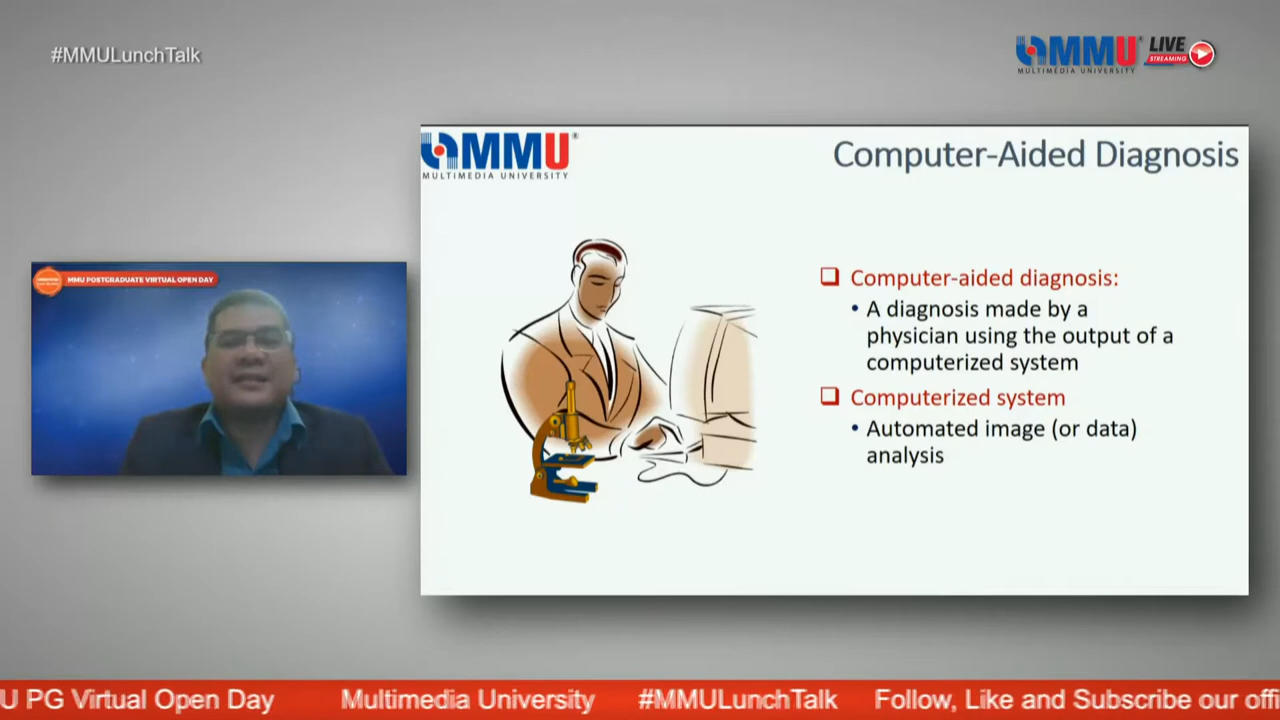 #MMULunchTalk
MMU
MULTIMEDIA UNIVERSITY
LIVE
STREAMING
MMU®
MULTIMEDIA UNIVERSITY
Computer-Aided Diagnosis
MMU POSTGRADUATE VIRTUAL OPEN DAY
Computer-aided diagnosis:
• A diagnosis made by a
physician using the output of a
computerized system
Computerized system
• Automated image (or data)
analysis
U PG Virtual Open Day Multimedia University #MMULunchTalk Follow, Like and Subscribe our offi